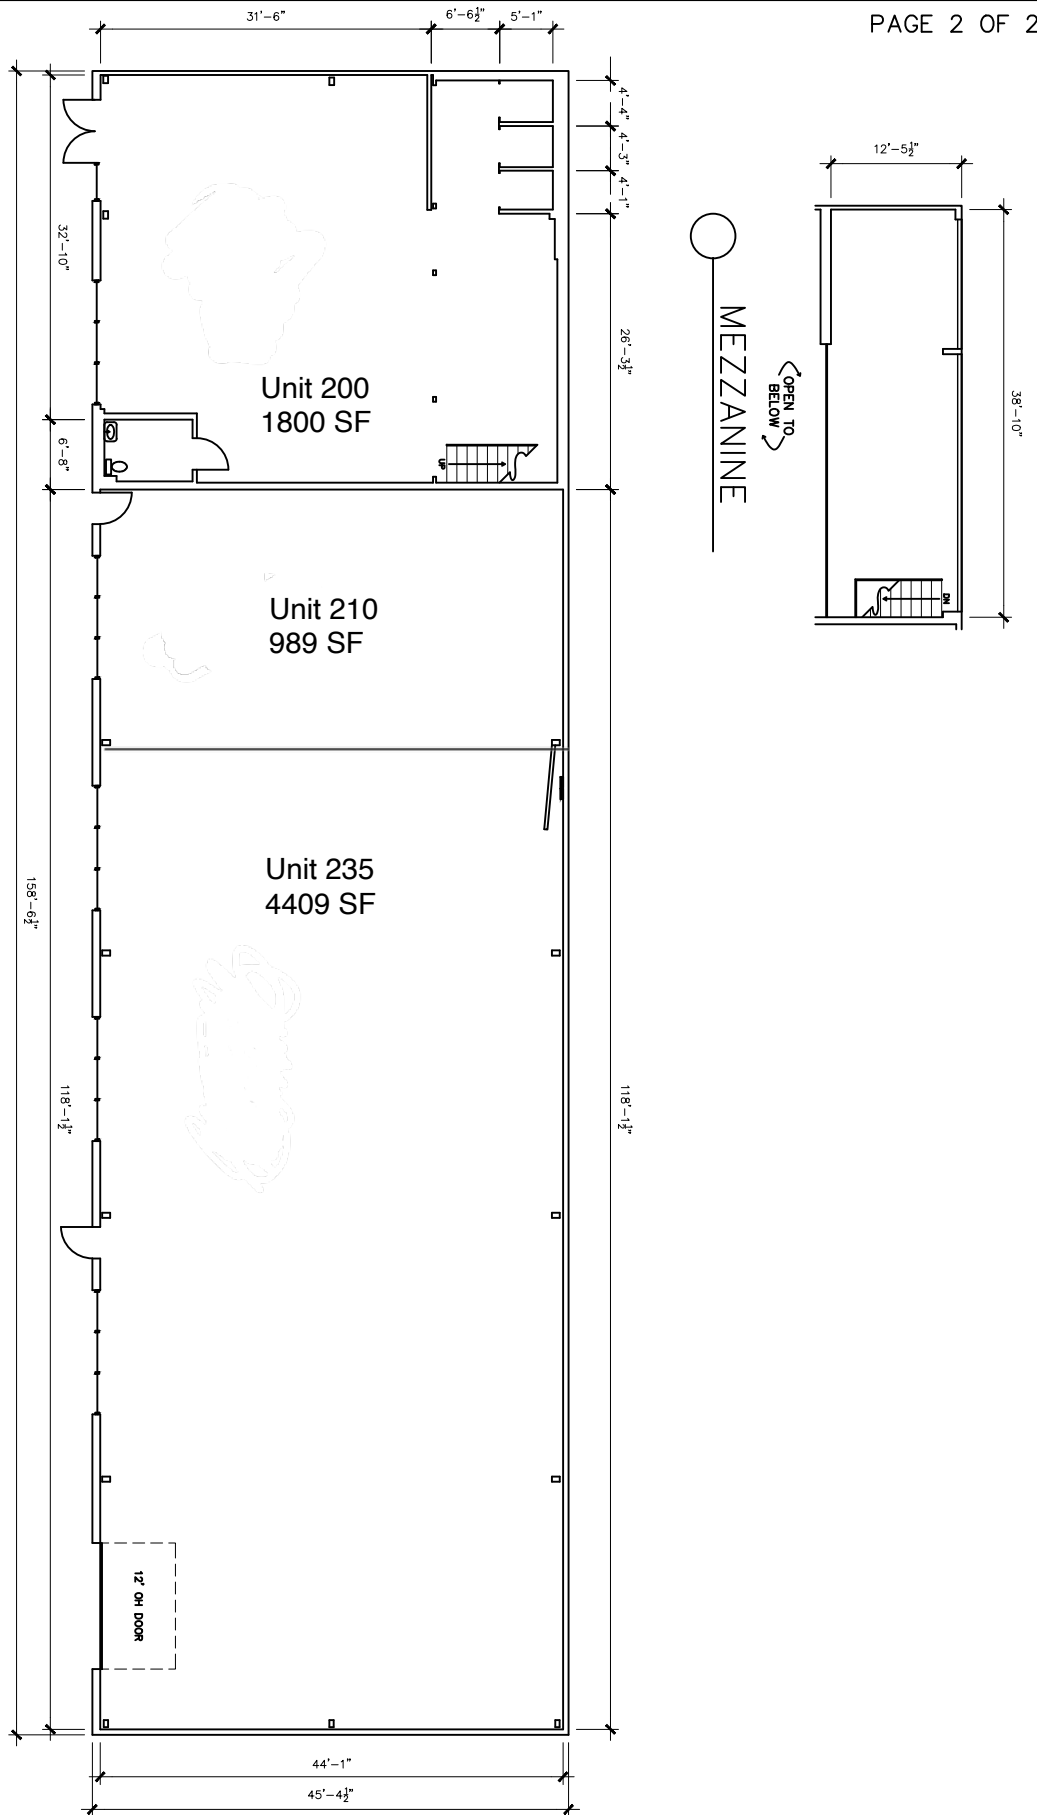 PAGE 2 OF 2
31'-6"
6'-6½"
5'-1"
4'-4"
4'-3"
4'-1"
12'-5½"
32'-10"
26'-3½"
38'-10"
MEZZANINE
OPEN TO
BELOW
Unit 200
1800 SF
6'-8"
UP
DN
Unit 210
989 SF
Unit 235
4409 SF
158'-6½"
118'-1½"
118'-1½"
12' OH DOOR
44'-1"
45'-4½"